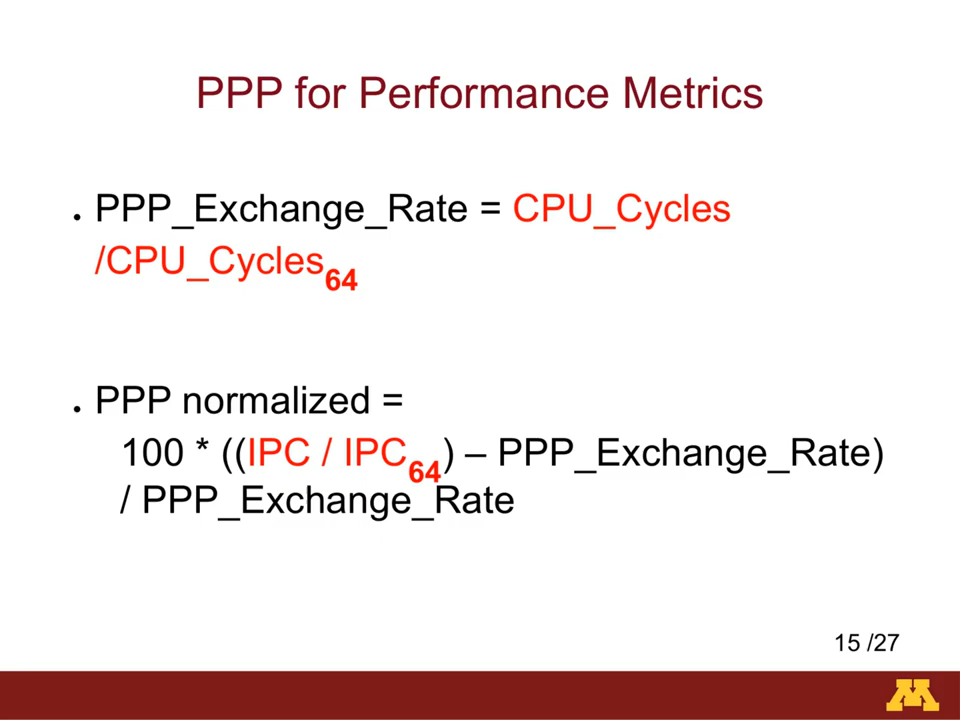 PPP for Performance Metrics
. PPP_Exchange_Rate = CPU_Cycles
/CPU_Cycles64
. PPP normalized =
100 * ((IPC / IPC64) – PPP_Exchange_Rate)
/ PPP_Exchange_Rate
15 /27
M